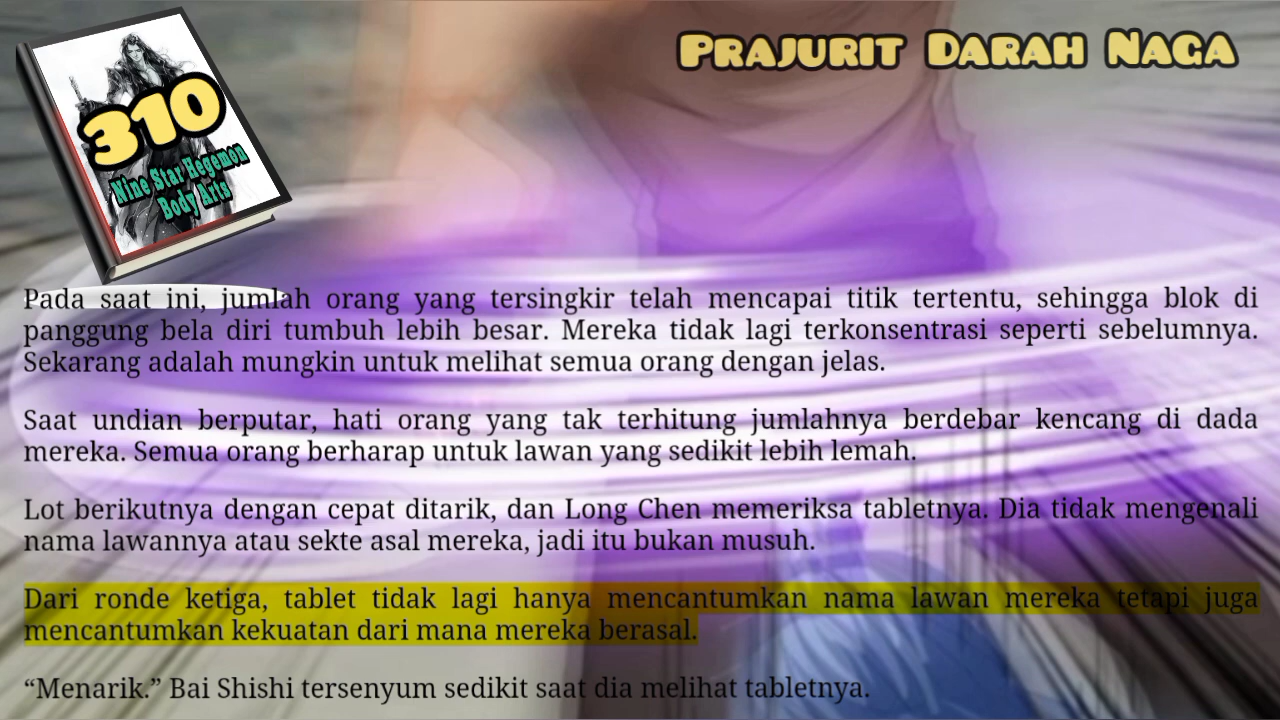 Prajurit Darah Naga
310
Nine Star Hegemon
Body Arts
Pada saat ini, jumlah orang yang tersingkir telah mencapai titik tertentu, sehingga blok di
panggung bela diri tumbuh lebih besar. Mereka tidak lagi terkonsentrasi seperti sebelumnya.
Sekarang adalah mungkin untuk melihat semua orang dengan jelas.
Saat undian berputar, hati orang yang tak terhitung jumlahnya berdebar kencang di dada
mereka. Semua orang berharap untuk lawan yang sedikit lebih lemah.
Lot berikutnya dengan cepat ditarik, dan Long Chen memeriksa tabletnya. Dia tidak mengenali
nama lawannya atau sekte asal mereka, jadi itu bukan musuh.
Dari ronde ketiga, tablet tidak lagi hanya mencantumkan nama lawan mereka tetapi juga
mencantumkan kekuatan dari mana mereka berasal.
“Menarik.” Bai Shishi tersenyum sedikit saat dia melihat tabletnya.